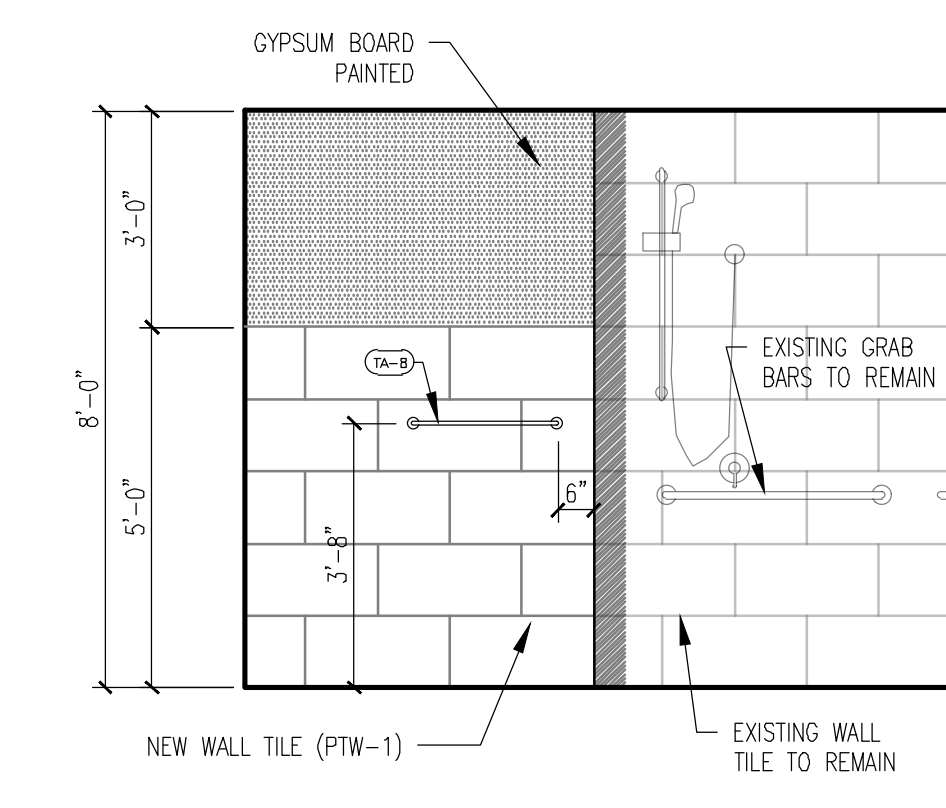 GYPSUM BOARD
PAINTED
3'-0"
8'-0"
TA-8
EXISTING GRAB
BARS TO REMAIN
5'-0"
6"
3'-8"
NEW WALL TILE (PTW-1)
EXISTING WALL
TILE TO REMAIN